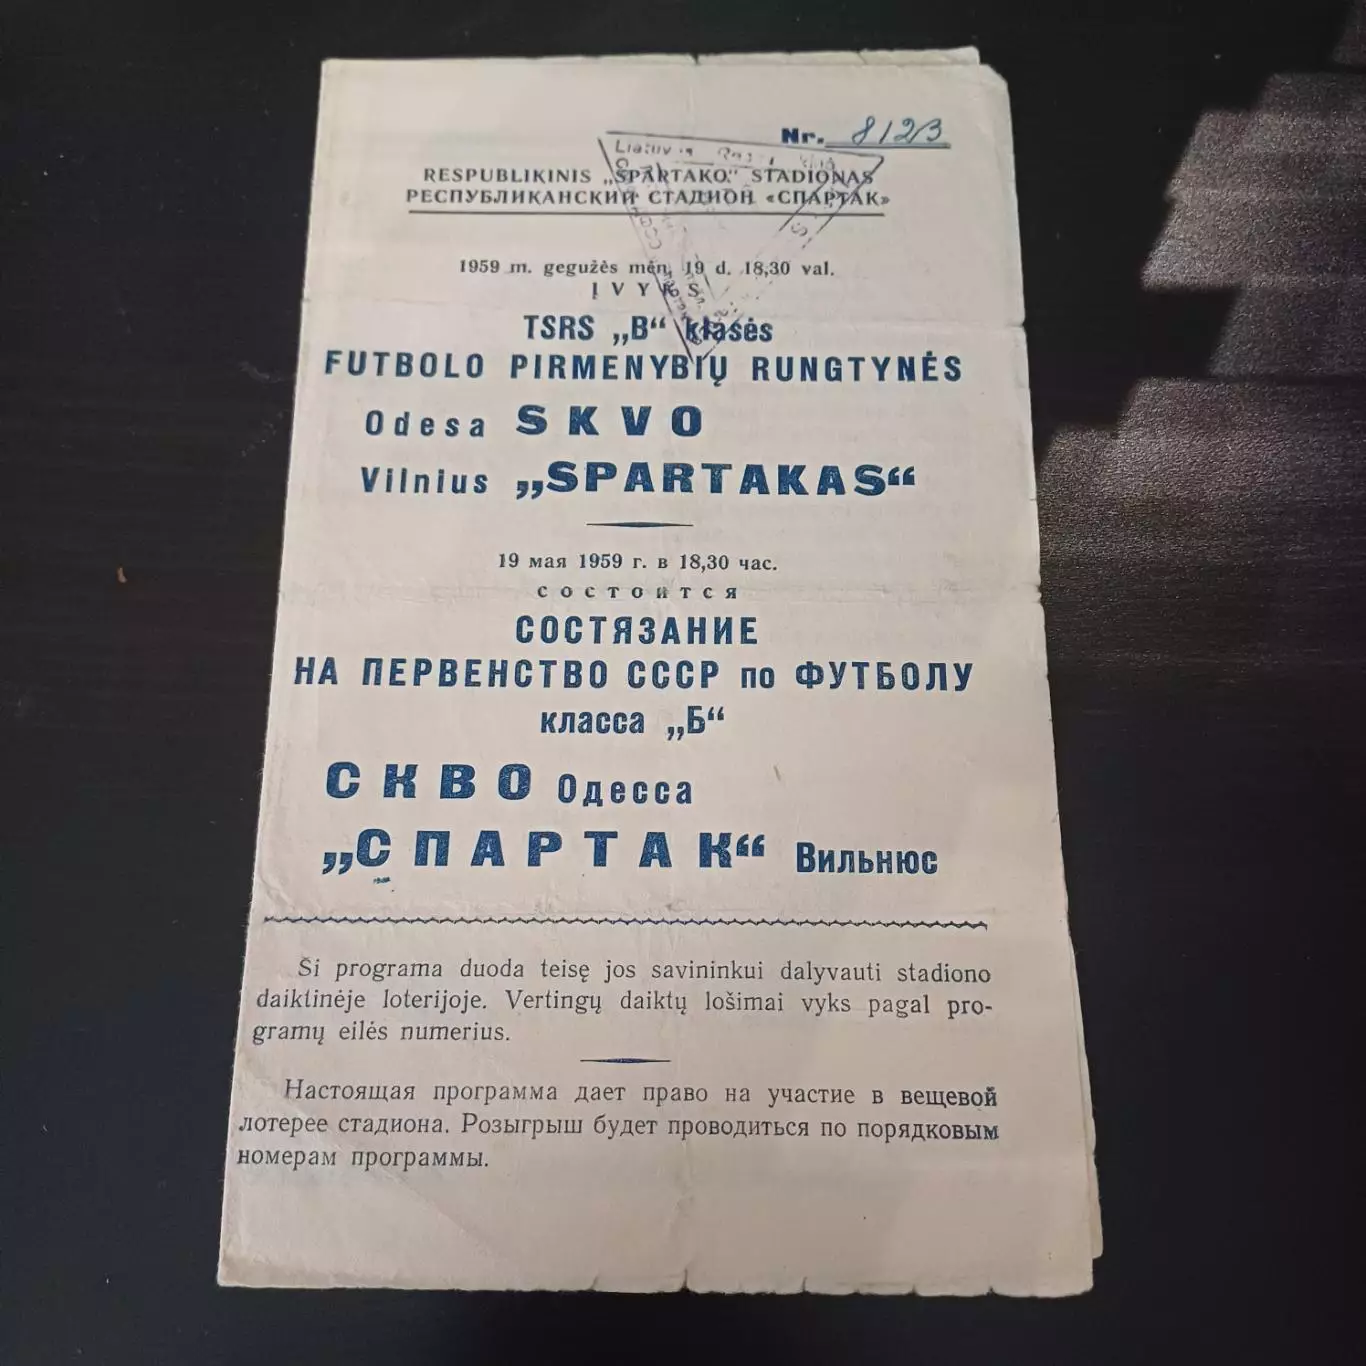 Nr. 8123
RESPUBLIKINIS „SPARTAKO" STADIONAS
РЕСПУБЛИКАНСКИЙ СТАДИОН «СПАРТАК»
1959 m. gegužės mėn. 19 d. 18,30 val.
ĮVYKS
TSRS „B“ klasės
FUTBOLO PIRMENYBIŲ RUNGTYNĖS
Odesa SKVO
Vilnius „SPARTAKAS“
19 мая 1959 г. в 18,30 час.
состоится
СОСТЯЗАНИЕ
НА ПЕРВЕНСТВО СССР по ФУТБОЛУ
класса „Б“
СКВО Одесса
„СПАРТАК“ Вильнюс
Ši programa duoda teisę jos savininkui dalyvauti stadiono
daiktinėje loterijoje. Vertingų daiktų lošimai vyks pagal pro-
gramų eilės numerius.
Настоящая программа дает право на участие в вещевой
лотерее стадиона. Розыгрыш будет проводиться по порядковым
номерам программы.